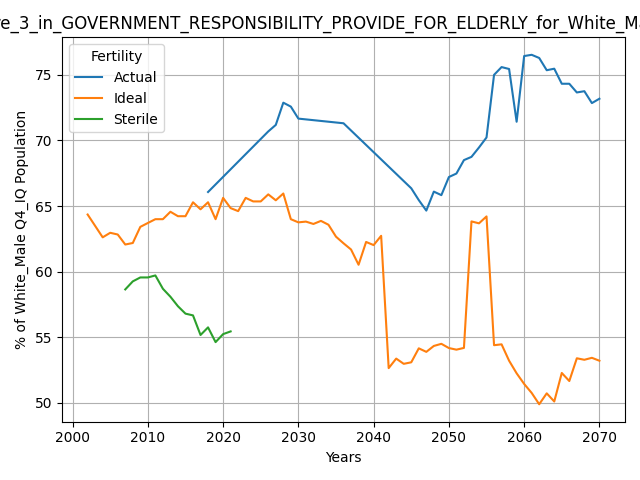 re_3_in_GOVERNMENT_RESPONSIBILITY_PROVIDE_FOR_ELDERLY_for_White_Ma
Fertility
Actual
Ideal
Sterile
% of White_Male Q4_IQ Population
75
70
65
60
55
50
2000 2010 2020 2030 2040 2050 2060 2070
Years